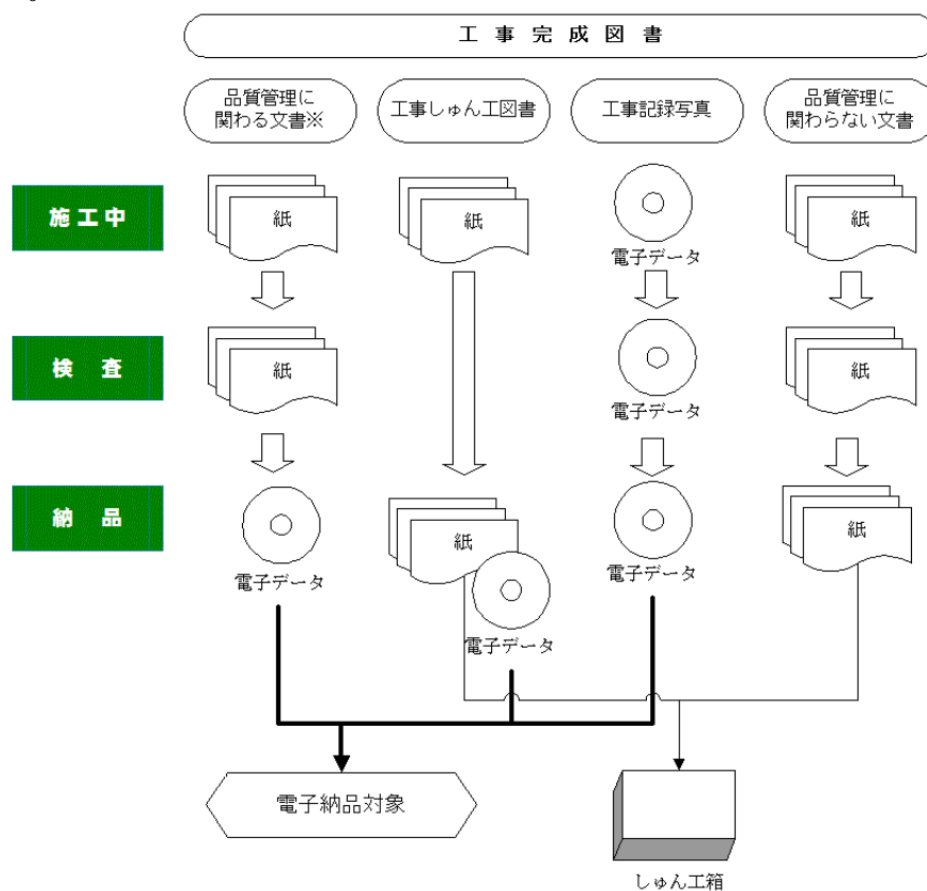 工事完成図書
品質管理に
関わる文書※
工事しゅん工図書
工事記録写真
品質管理に
関わらない文書
施工中
紙
紙
電子データ
紙
検査
紙
電子データ
紙
納品
電子データ
紙
電子データ
電子データ
紙
電子納品対象
しゅん工箱